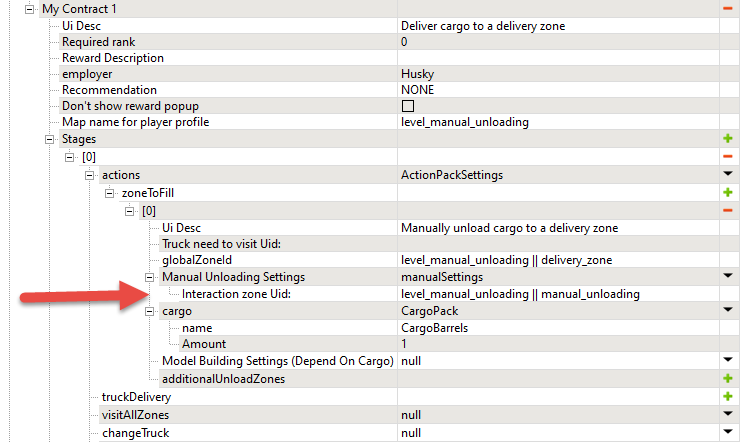 My Contract 1
Ui Desc Deliver cargo to a delivery zone
Required rank 0
Reward Description
employer Husky
Recommendation NONE
Don't show reward popup
Map name for player profile level_manual_unloading
Stages
[0]
actions ActionPackSettings
zoneToFill
[0]
Ui Desc Manually unload cargo to a delivery zone
Truck need to visit Uid:
globalZoneId level_manual_unloading || delivery_zone
Manual Unloading Settings manualSettings
Interaction zone Uid: level_manual_unloading || manual_unloading
cargo CargoPack
name CargoBarrels
Amount 1
Model Building Settings (Depend On Cargo) null
additionalUnloadZones
truckDelivery
visitAllZones null
changeTruck null